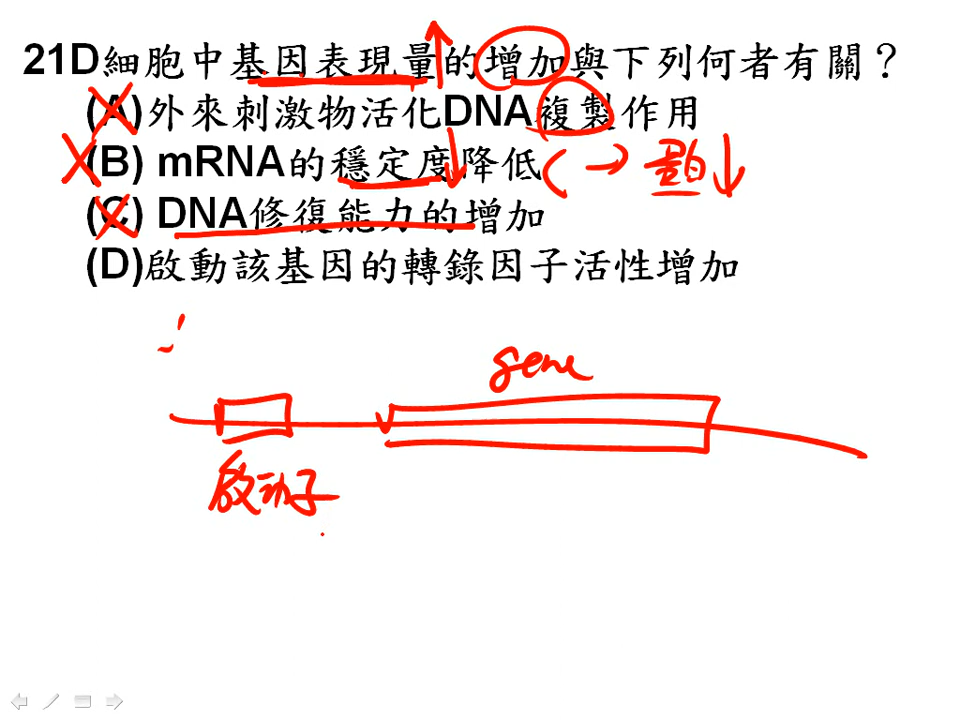 21D細胞中基因表現量的增加與下列何者有關？
(A)外來刺激物活化DNA複製作用
(B) mRNA的穩定度降低
(C) DNA修復能力的增加
(D)啟動該基因的轉錄因子活性增加
gene
啟动子